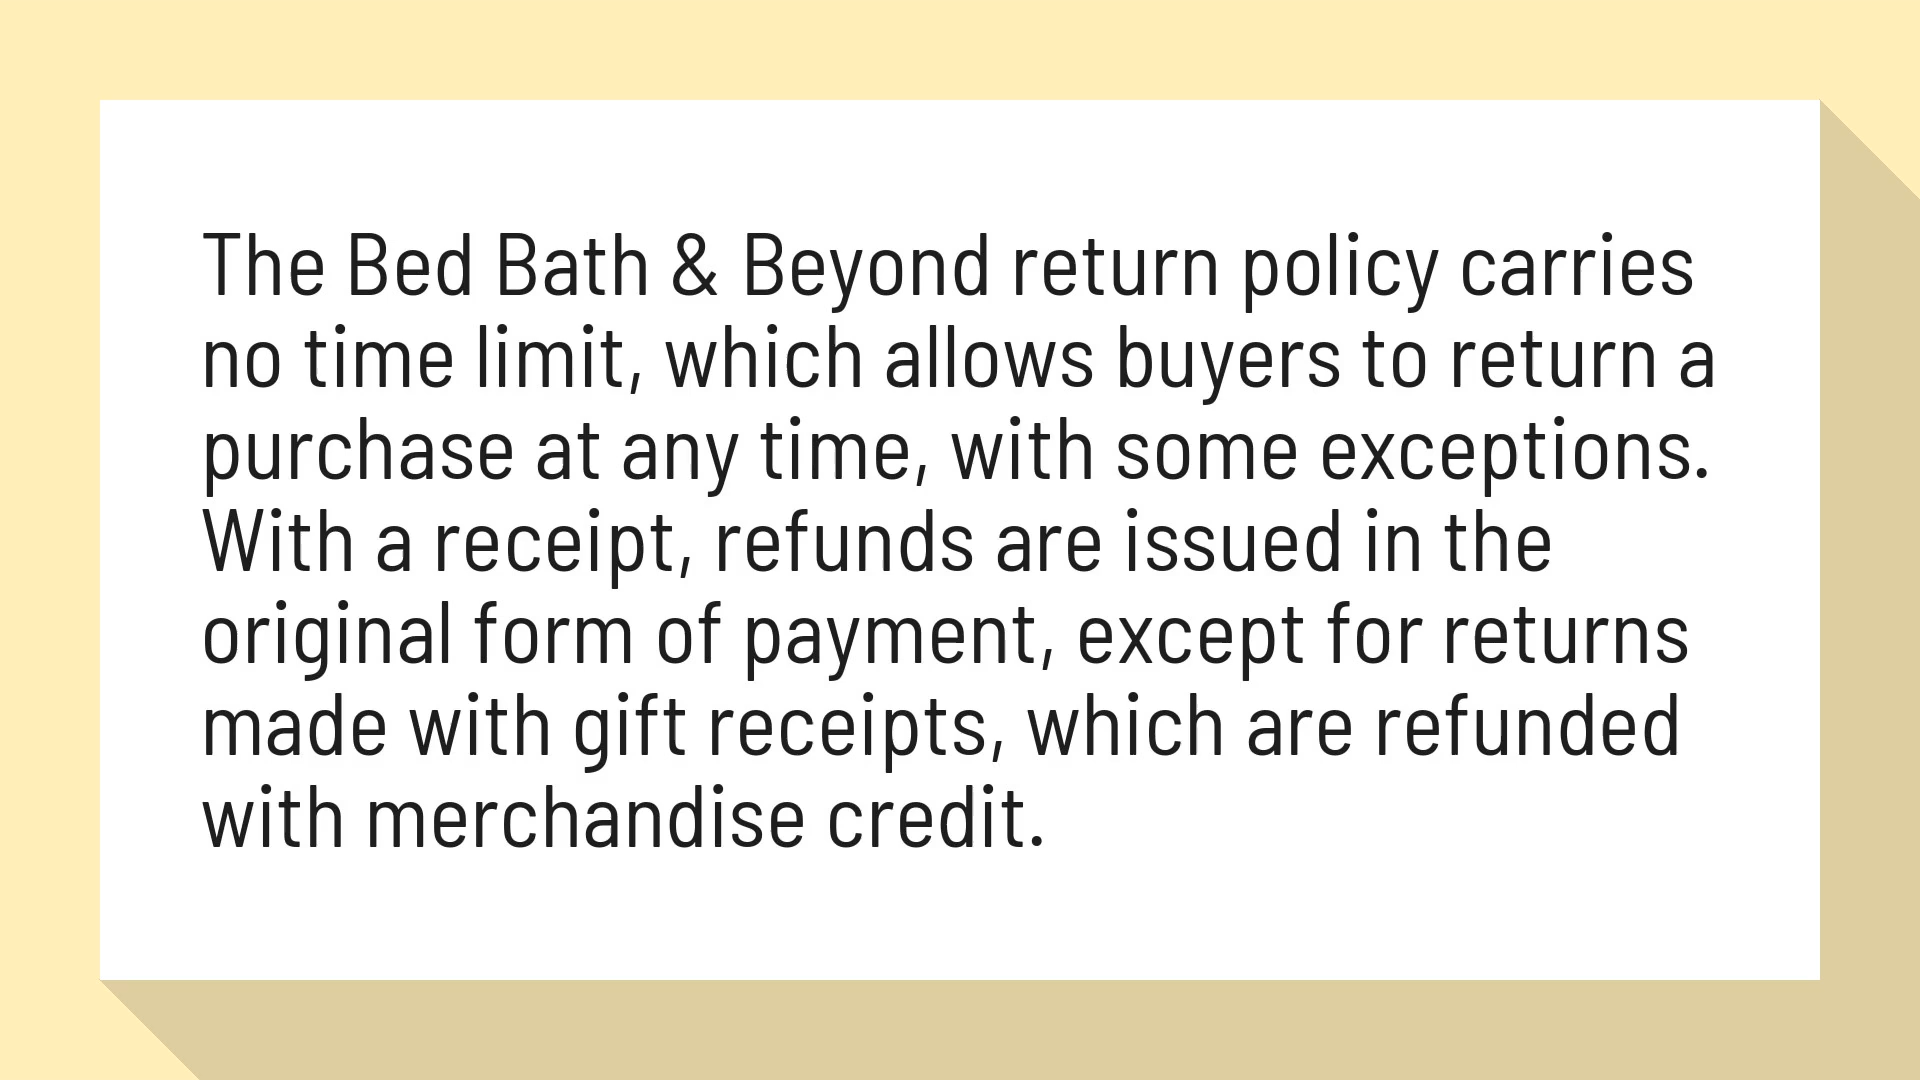 The Bed Bath & Beyond return policy carries
no time limit, which allows buyers to return a
purchase at any time, with some exceptions.
With a receipt, refunds are issued in the
original form of payment, except for returns
made with gift receipts, which are refunded
with merchandise credit.